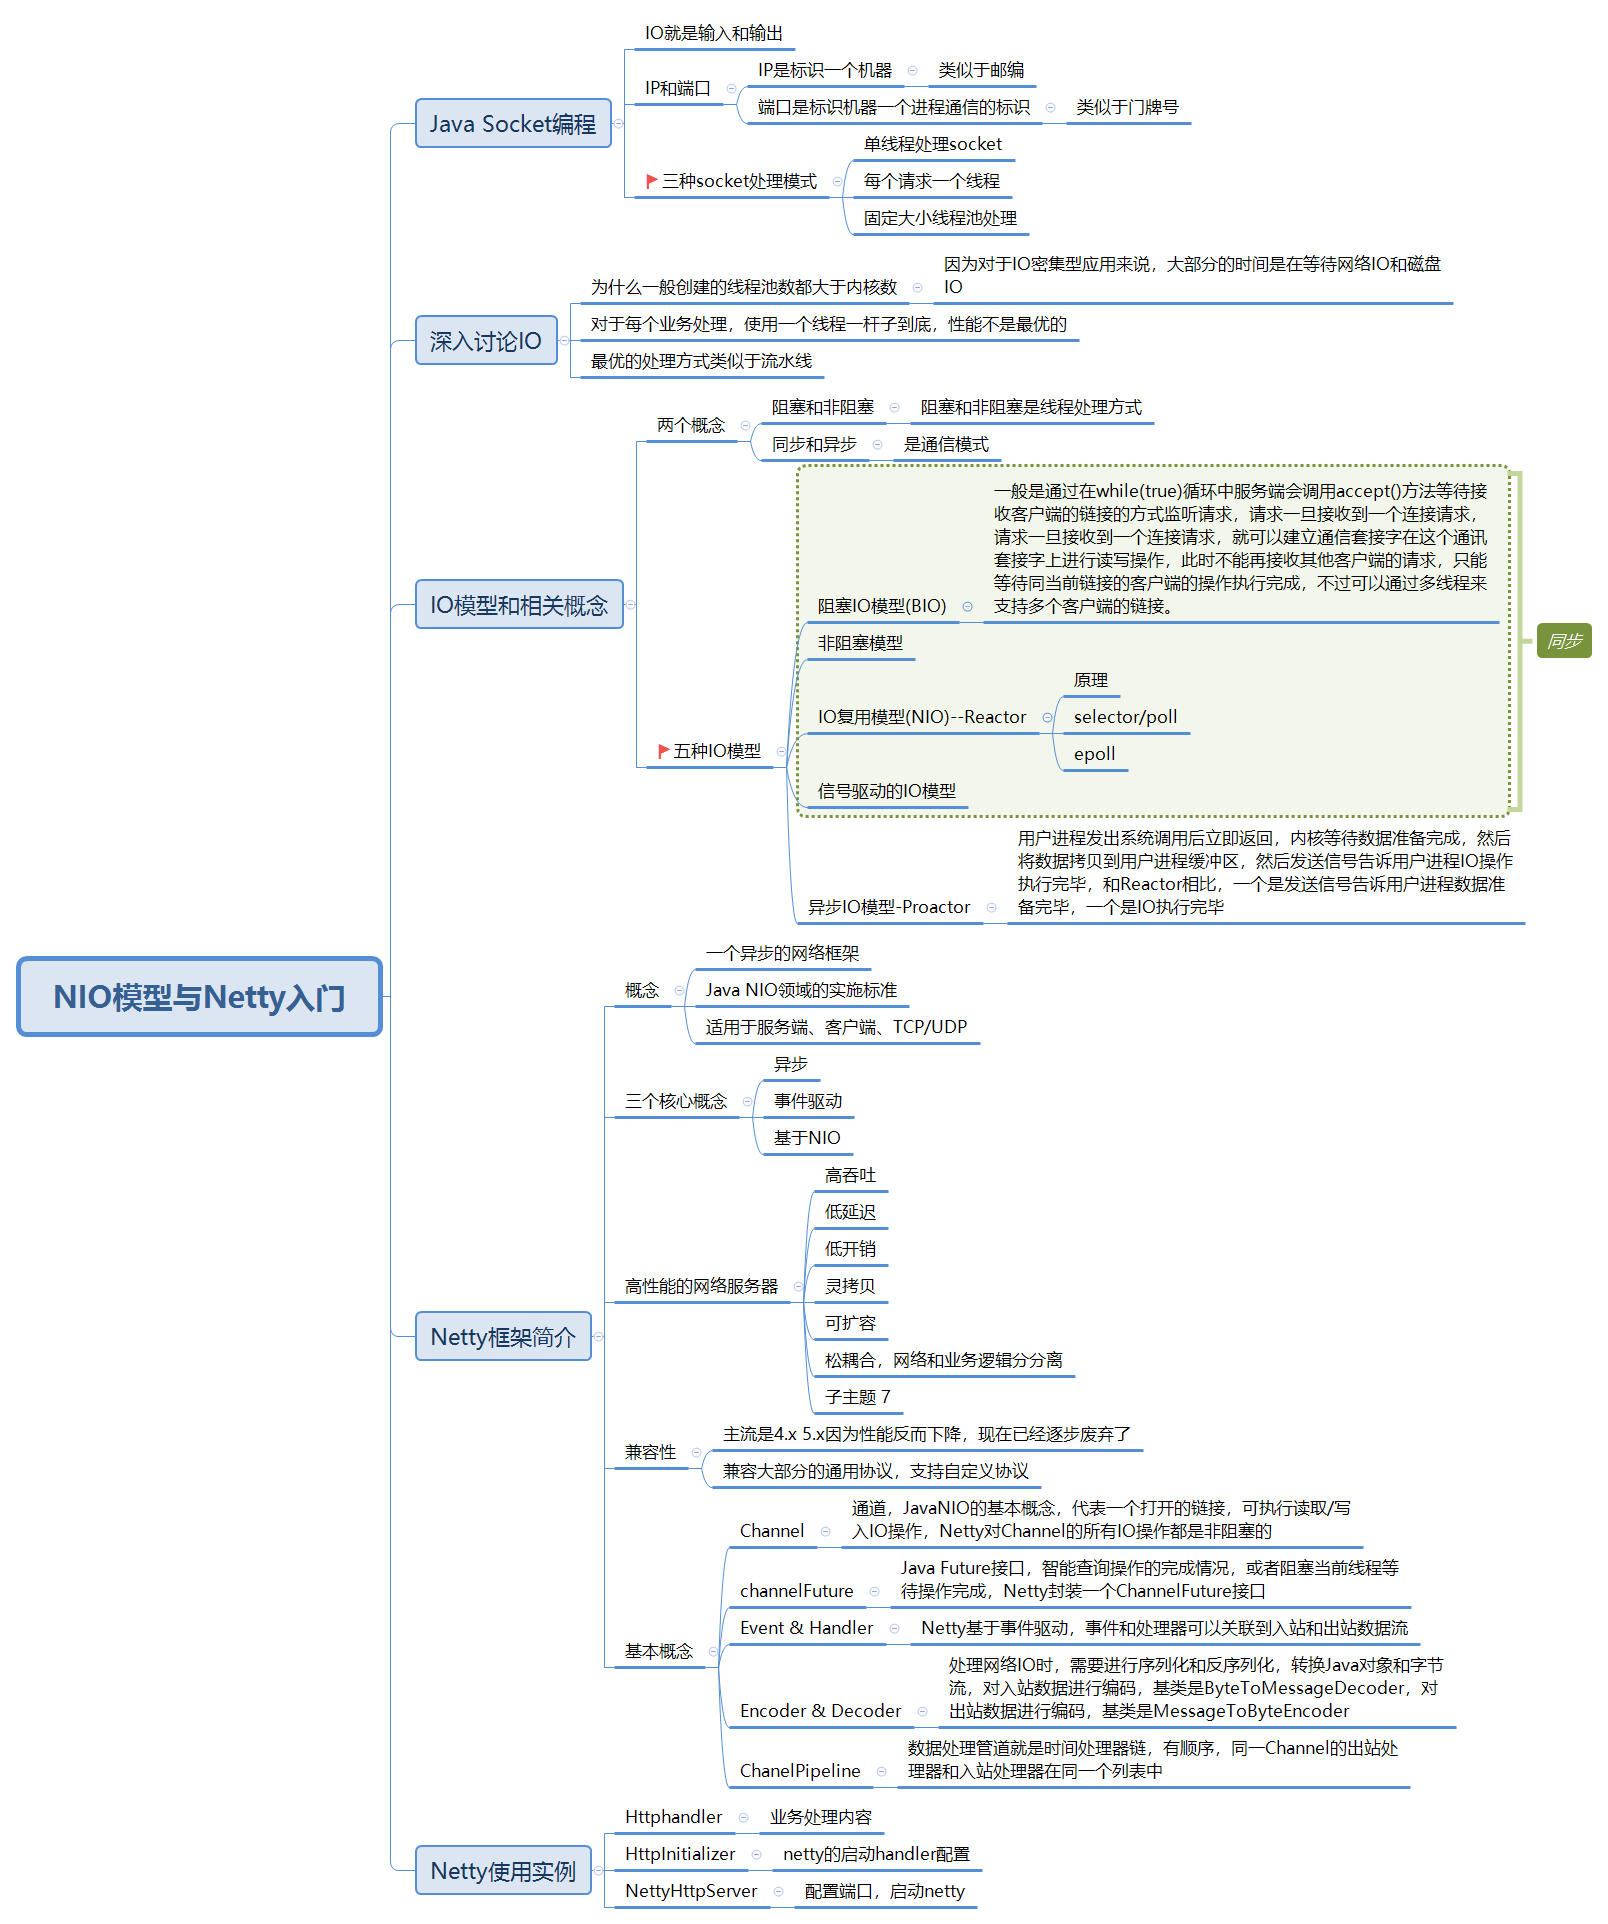 NIO模型与Netty入门
Java Socket编程
IO就是输入和输出
IP和端口
IP是标识一个机器
类似于邮编
端口是标识机器一个进程通信的标识
类似于门牌号
三种socket处理模式
单线程处理socket
每个请求一个线程
固定大小线程池处理
深入讨论IO
为什么一般创建的线程池数都大于内核数
因为对于IO密集型应用来说，大部分的时间是在等待网络IO和磁盘
IO
对于每个业务处理，使用一个线程一杆子到底，性能不是最优的
最优的处理方式类似于流水线
IO模型和相关概念
两个概念
阻塞和非阻塞
阻塞和非阻塞是线程处理方式
同步和异步
是通信模式
五种IO模型
阻塞IO模型(BIO)
一般是通过在while(true)循环中服务端会调用accept()方法等待接
收客户端的链接的方式监听请求，请求一旦接收到一个连接请求，
请求一旦接收到一个连接请求，就可以建立通信套接字在这个通讯
套接字上进行读写操作，此时不能再接收其他客户端的请求，只能
等待同当前链接的客户端的操作执行完成，不过可以通过多线程来
支持多个客户端的链接。
非阻塞模型
IO复用模型(NIO)--Reactor
原理
selector/poll
epoll
信号驱动的IO模型
同步
异步IO模型-Proactor
用户进程发出系统调用后立即返回，内核等待数据准备完成，然后
将数据拷贝到用户进程缓冲区，然后发送信号告诉用户进程IO操作
执行完毕，和Reactor相比，一个是发送信号告诉用户进程数据准
备完毕，一个是IO执行完毕
Netty框架简介
概念
一个异步的网络框架
Java NIO领域的实施标准
适用于服务端、客户端、TCP/UDP
三个核心概念
异步
事件驱动
基于NIO
高性能的网络服务器
高吞吐
低延迟
低开销
灵拷贝
可扩容
松耦合，网络和业务逻辑分分离
子主题 7
兼容性
主流是4.x 5.x因为性能反而下降，现在已经逐步废弃了
兼容大部分的通用协议，支持自定义协议
基本概念
Channel
通道，JavaNIO的基本概念，代表一个打开的链接，可执行读取/写
入IO操作，Netty对Channel的所有IO操作都是非阻塞的
channelFuture
Java Future接口，智能查询操作的完成情况，或者阻塞当前线程等
待操作完成，Netty封装一个ChannelFuture接口
Event & Handler
Netty基于事件驱动，事件和处理器可以关联到入站和出站数据流
Encoder & Decoder
处理网络IO时，需要进行序列化和反序列化，转换Java对象和字节
流，对入站数据进行编码，基类是ByteToMessageDecoder，对
出站数据进行编码，基类是MessageToByteEncoder
ChanelPipeline
数据处理管道就是时间处理器链，有顺序，同一Channel的出站处
理器和入站处理器在同一个列表中
Netty使用实例
Httphandler
业务处理内容
HttpInitializer
netty的启动handler配置
NettyHttpServer
配置端口，启动netty